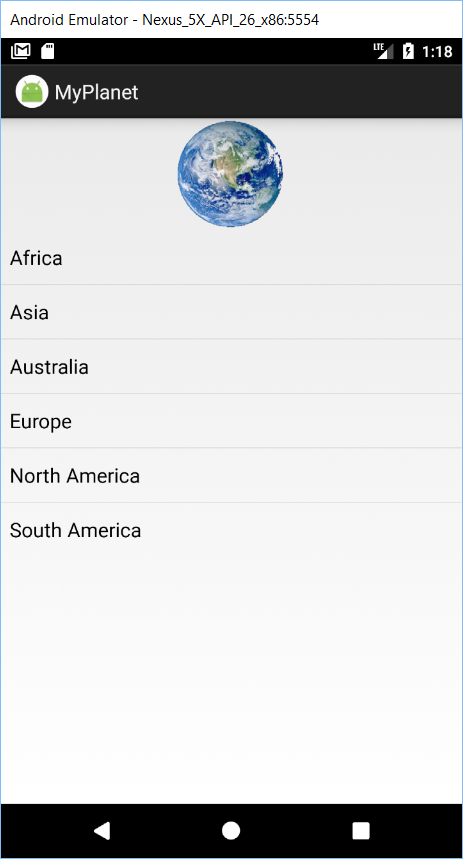 Android Emulator - Nexus_5X_API_26_x86:5554
LTE 1:18
MyPlanet
Africa
Asia
Australia
Europe
North America
South America